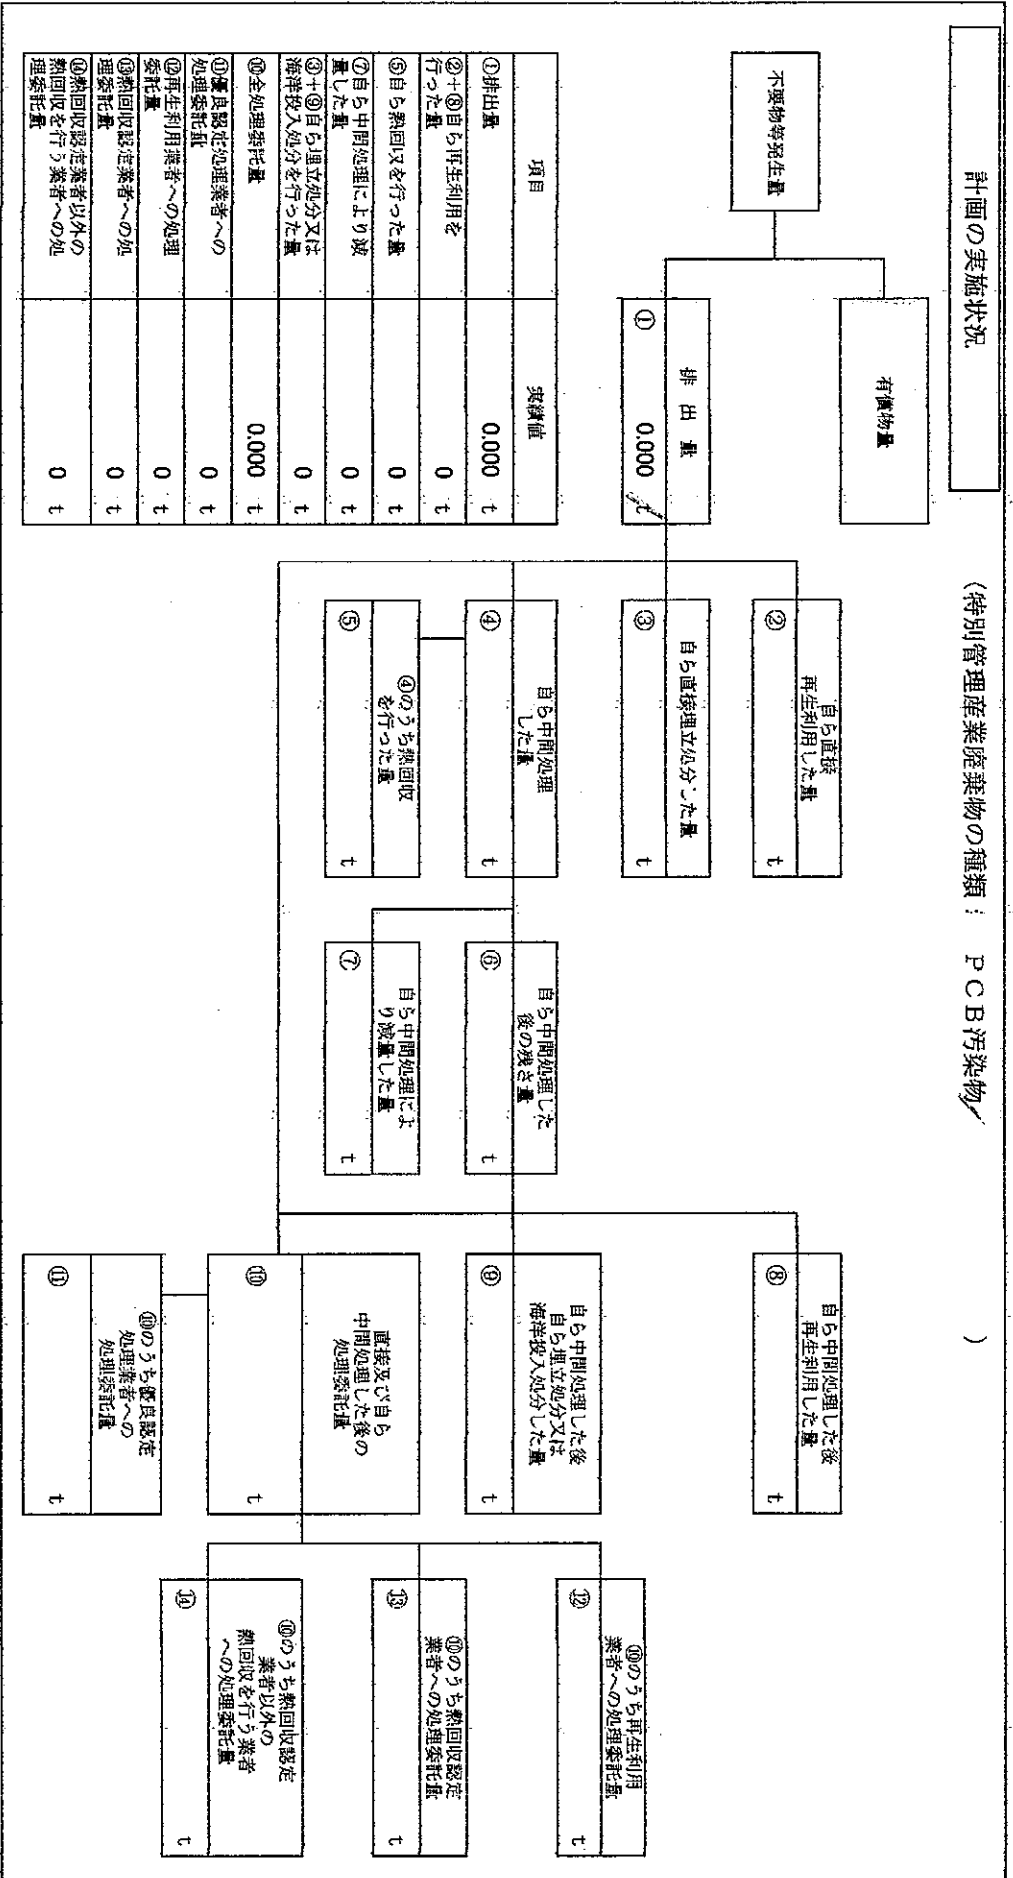 計画の実施状況
(特別管理産業廃棄物の種類: PCB汚染物 )
不要物等発生量
有償物量
排出量
① 0.000 t
自ら直接
再生利用した量
② t
自ら直接埋立処分した量
③ t
自ら中間処理
した量
④ t
④のうち熱回収
を行った量
⑤ t
自ら中間処理した
後の残さ量
⑥ t
自ら中間処理によ
り減量した量
⑦ t
自ら中間処理した後
再生利用した量
⑧ t
自ら中間処理した後
自ら埋立処分又は
海洋投入処分した量
⑨ t
直接及び自ら
中間処理した後の
処理委託量
⑩ t
⑩のうち優良認定
処理業者への
処理委託量
⑪ t
⑩のうち再生利用
業者への処理委託量
⑫ t
⑩のうち熱回収認定
業者への処理委託量
⑬ t
⑩のうち熱回収認定
業者以外の
熱回収を行う業者
への処理委託量
⑭ t
項目 実績値
①排出量 0.000 t
②+⑧自ら再生利用を
行った量 0 t
⑤自ら熱回収を行った量 0 t
⑦自ら中間処理により減
量した量 0 t
③+⑨自ら埋立処分又は
海洋投入処分を行った量 0 t
⑩全処理委託量 0.000 t
⑪優良認定処理業者への
処理委託量 0 t
⑫再生利用業者への処理
委託量 0 t
⑬熱回収認定業者への処
理委託量 0 t
⑭熱回収認定業者以外の
熱回収を行う業者への処
理委託量 0 t